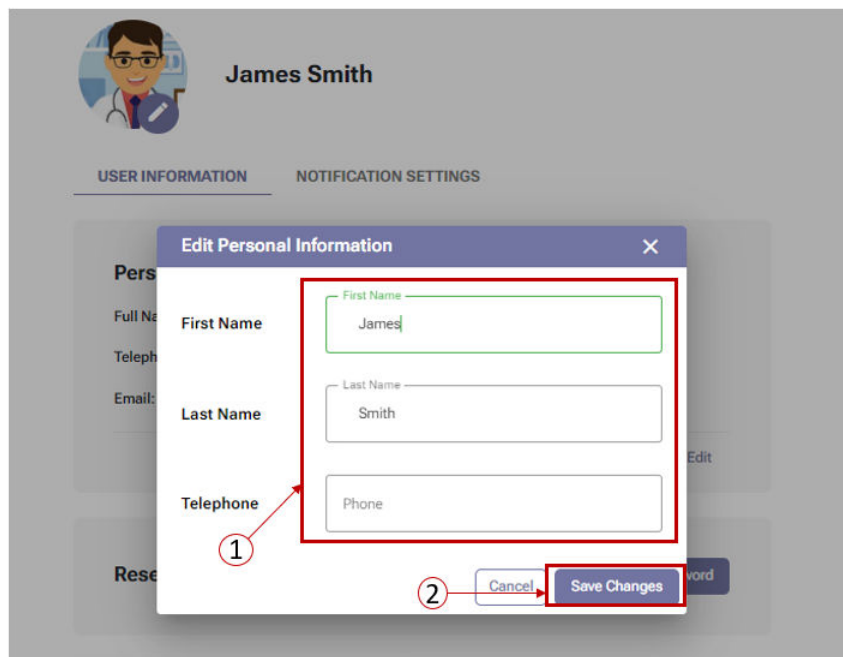 James Smith
USER INFORMATION NOTIFICATION SETTINGS
Edit Personal Information
Pers
Full Na
Teleph
Email:
First Name
First Name
James
Last Name
Last Name
Smith
Telephone
Phone
Edit
1
Rese
2
Cancel
Save Changes
word